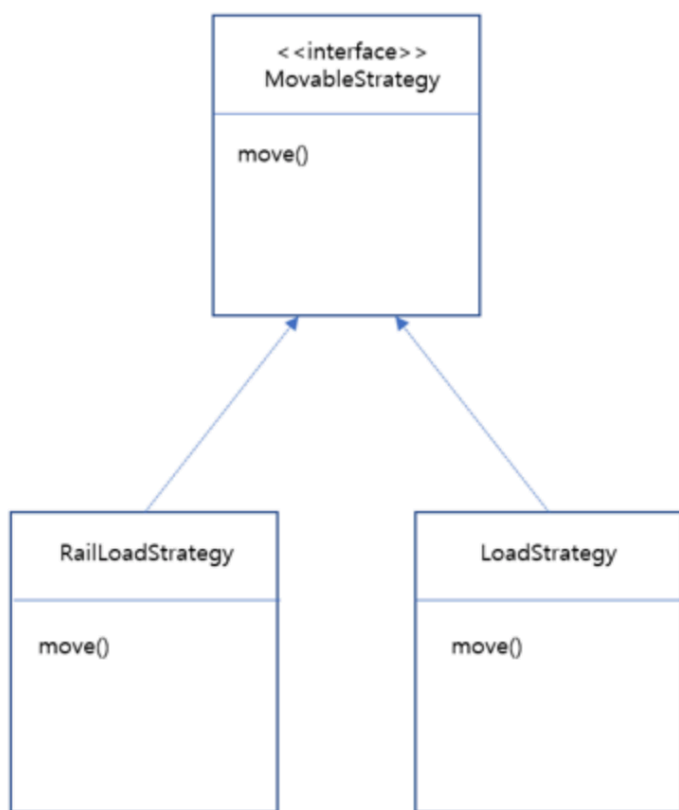 <<interface>>
MovableStrategy
move()
RailLoadStrategy
LoadStrategy
move()
move()